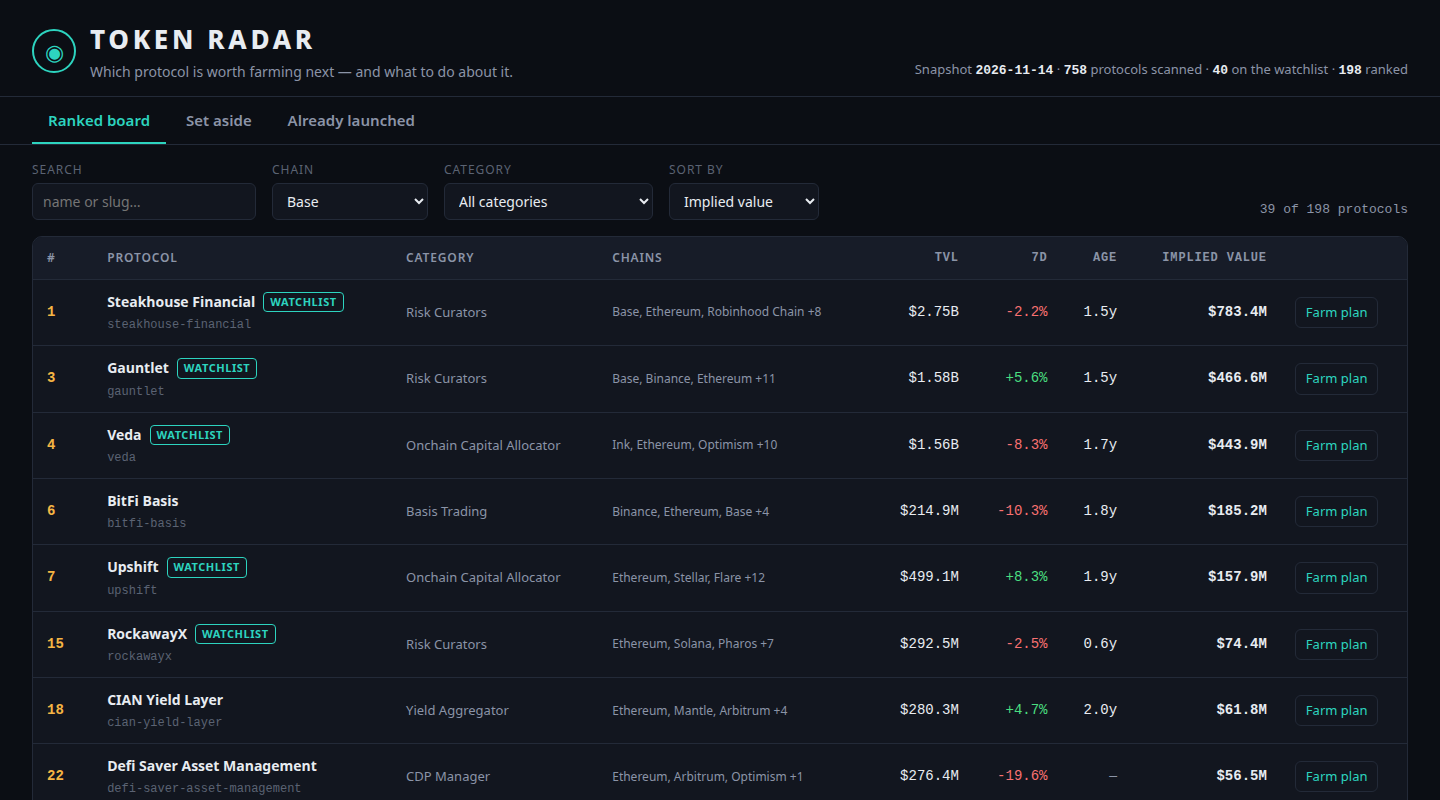 TOKEN RADAR
Which protocol is worth farming next — and what to do about it.
Snapshot 2026-11-14 · 758 protocols scanned · 40 on the watchlist · 198 ranked
Ranked board Set aside Already launched
SEARCH CHAIN CATEGORY SORT BY
name or slug... Base All categories Implied value
39 of 198 protocols
# PROTOCOL CATEGORY CHAINS TVL 7D AGE IMPLIED VALUE
1 Steakhouse Financial WATCHLIST Risk Curators Base, Ethereum, Robinhood Chain +8 $2.75B -2.2% 1.5y $783.4M Farm plan
steakhouse-financial
3 Gauntlet WATCHLIST Risk Curators Base, Binance, Ethereum +11 $1.58B +5.6% 1.5y $466.6M Farm plan
gauntlet
4 Veda WATCHLIST Onchain Capital Allocator Ink, Ethereum, Optimism +10 $1.56B -8.3% 1.7y $443.9M Farm plan
veda
6 BitFi Basis Basis Trading Binance, Ethereum, Base +4 $214.9M -10.3% 1.8y $185.2M Farm plan
bitfi-basis
7 Upshift WATCHLIST Onchain Capital Allocator Ethereum, Stellar, Flare +12 $499.1M +8.3% 1.9y $157.9M Farm plan
upshift
15 RockawayX WATCHLIST Risk Curators Ethereum, Solana, Pharos +7 $292.5M -2.5% 0.6y $74.4M Farm plan
rockawayx
18 CIAN Yield Layer Yield Aggregator Ethereum, Mantle, Arbitrum +4 $280.3M +4.7% 2.0y $61.8M Farm plan
cian-yield-layer
22 Defi Saver Asset Management CDP Manager Ethereum, Arbitrum, Optimism +1 $276.4M -19.6% — $56.5M Farm plan
defi-saver-asset-management